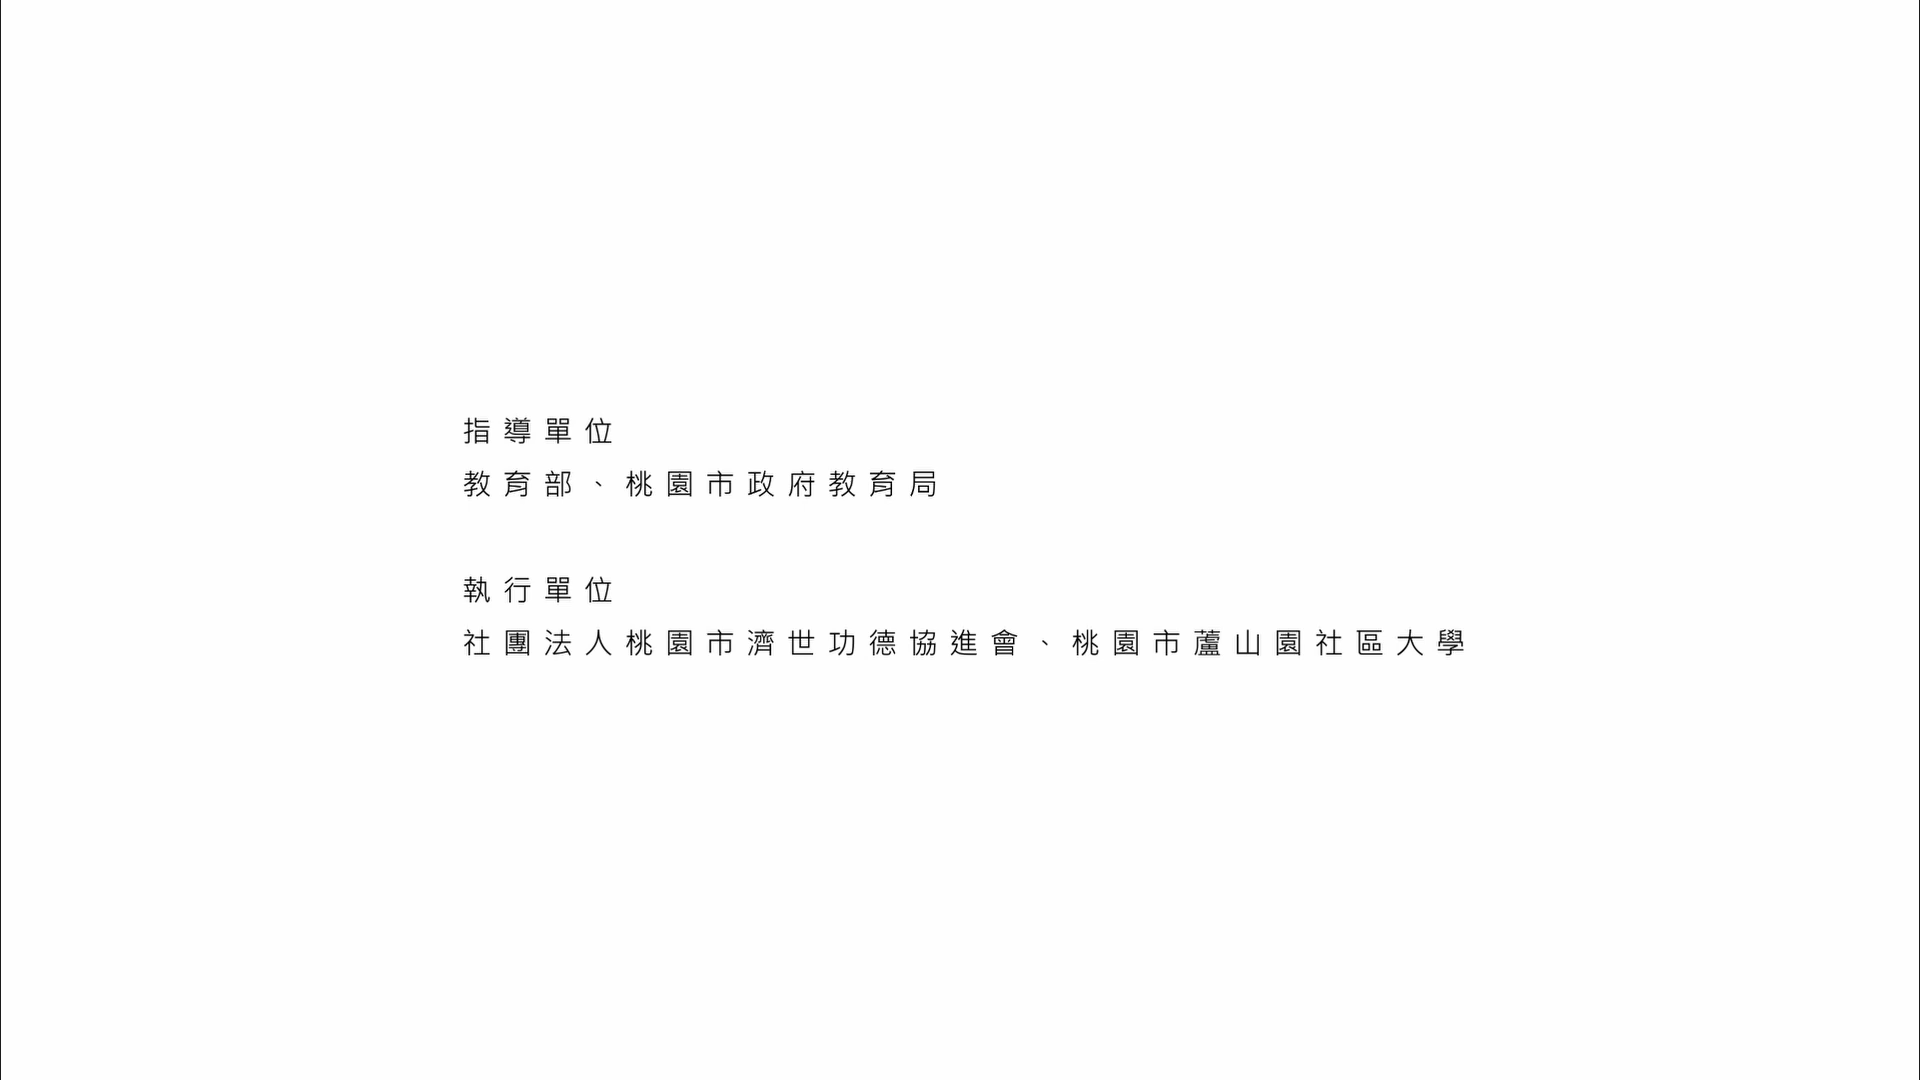 指導單位
教育部、桃園市政府教育局
執行單位
社團法人桃園市濟世功德協進會、桃園市蘆山園社區大學